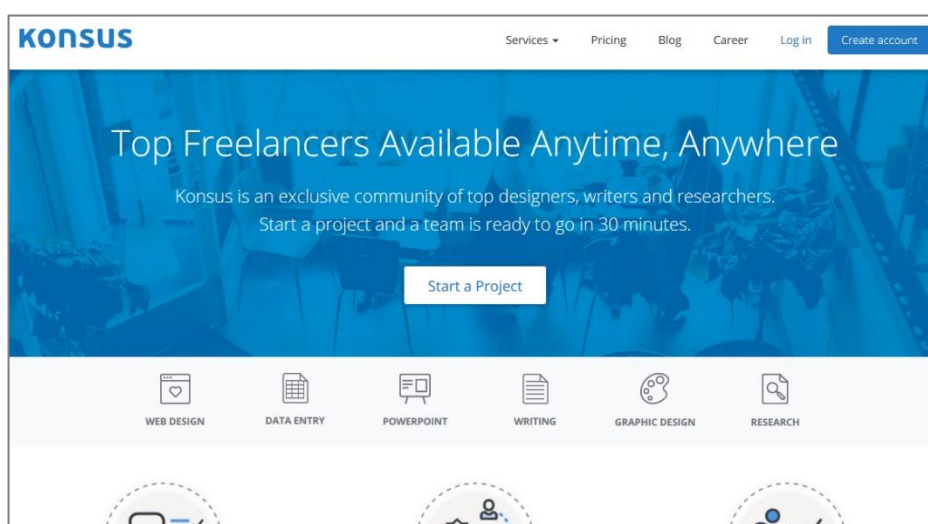 Konsus
Services Pricing Blog Career Log in Create account
Top Freelancers Available Anytime, Anywhere
Konsus is an exclusive community of top designers, writers and researchers.
Start a project and a team is ready to go in 30 minutes.
Start a Project
WEB DESIGN DATA ENTRY POWERPOINT WRITING GRAPHIC DESIGN RESEARCH